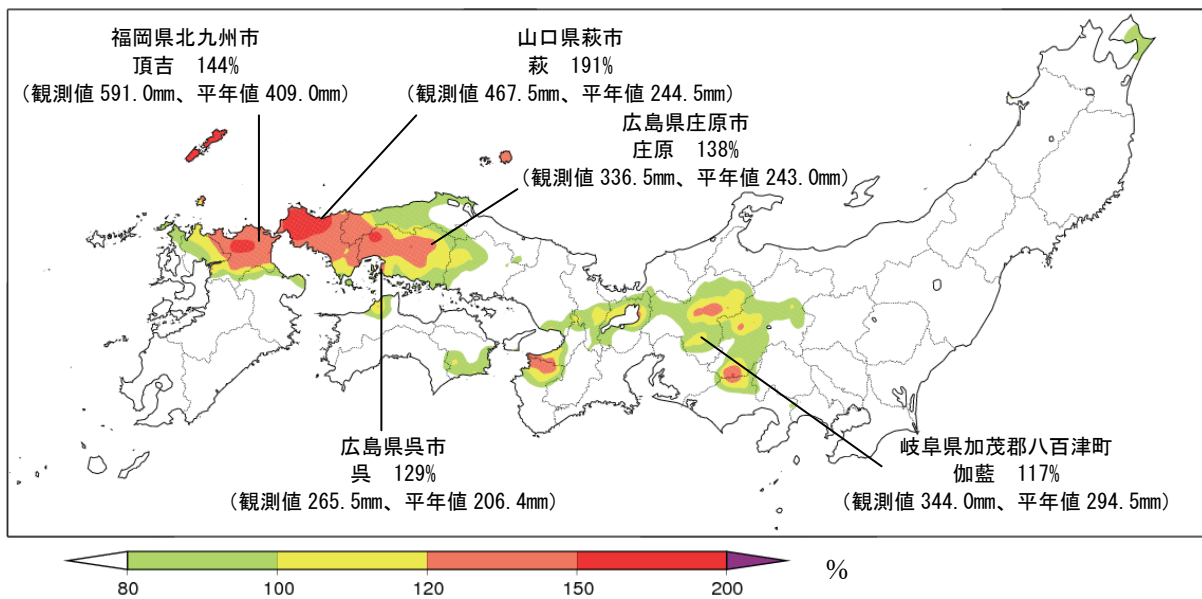 福岡県北九州市
頂吉 144%
（観測値 591.0mm、平年値 409.0mm）
山口県萩市
萩 191%
（観測値 467.5mm、平年値 244.5mm）
広島県庄原市
庄原 138%
（観測値 336.5mm、平年値 243.0mm）
広島県呉市
呉 129%
（観測値 265.5mm、平年値 206.4mm）
岐阜県加茂郡八百津町
伽藍 117%
（観測値 344.0mm、平年値 294.5mm）
80 100 120 150 200 %